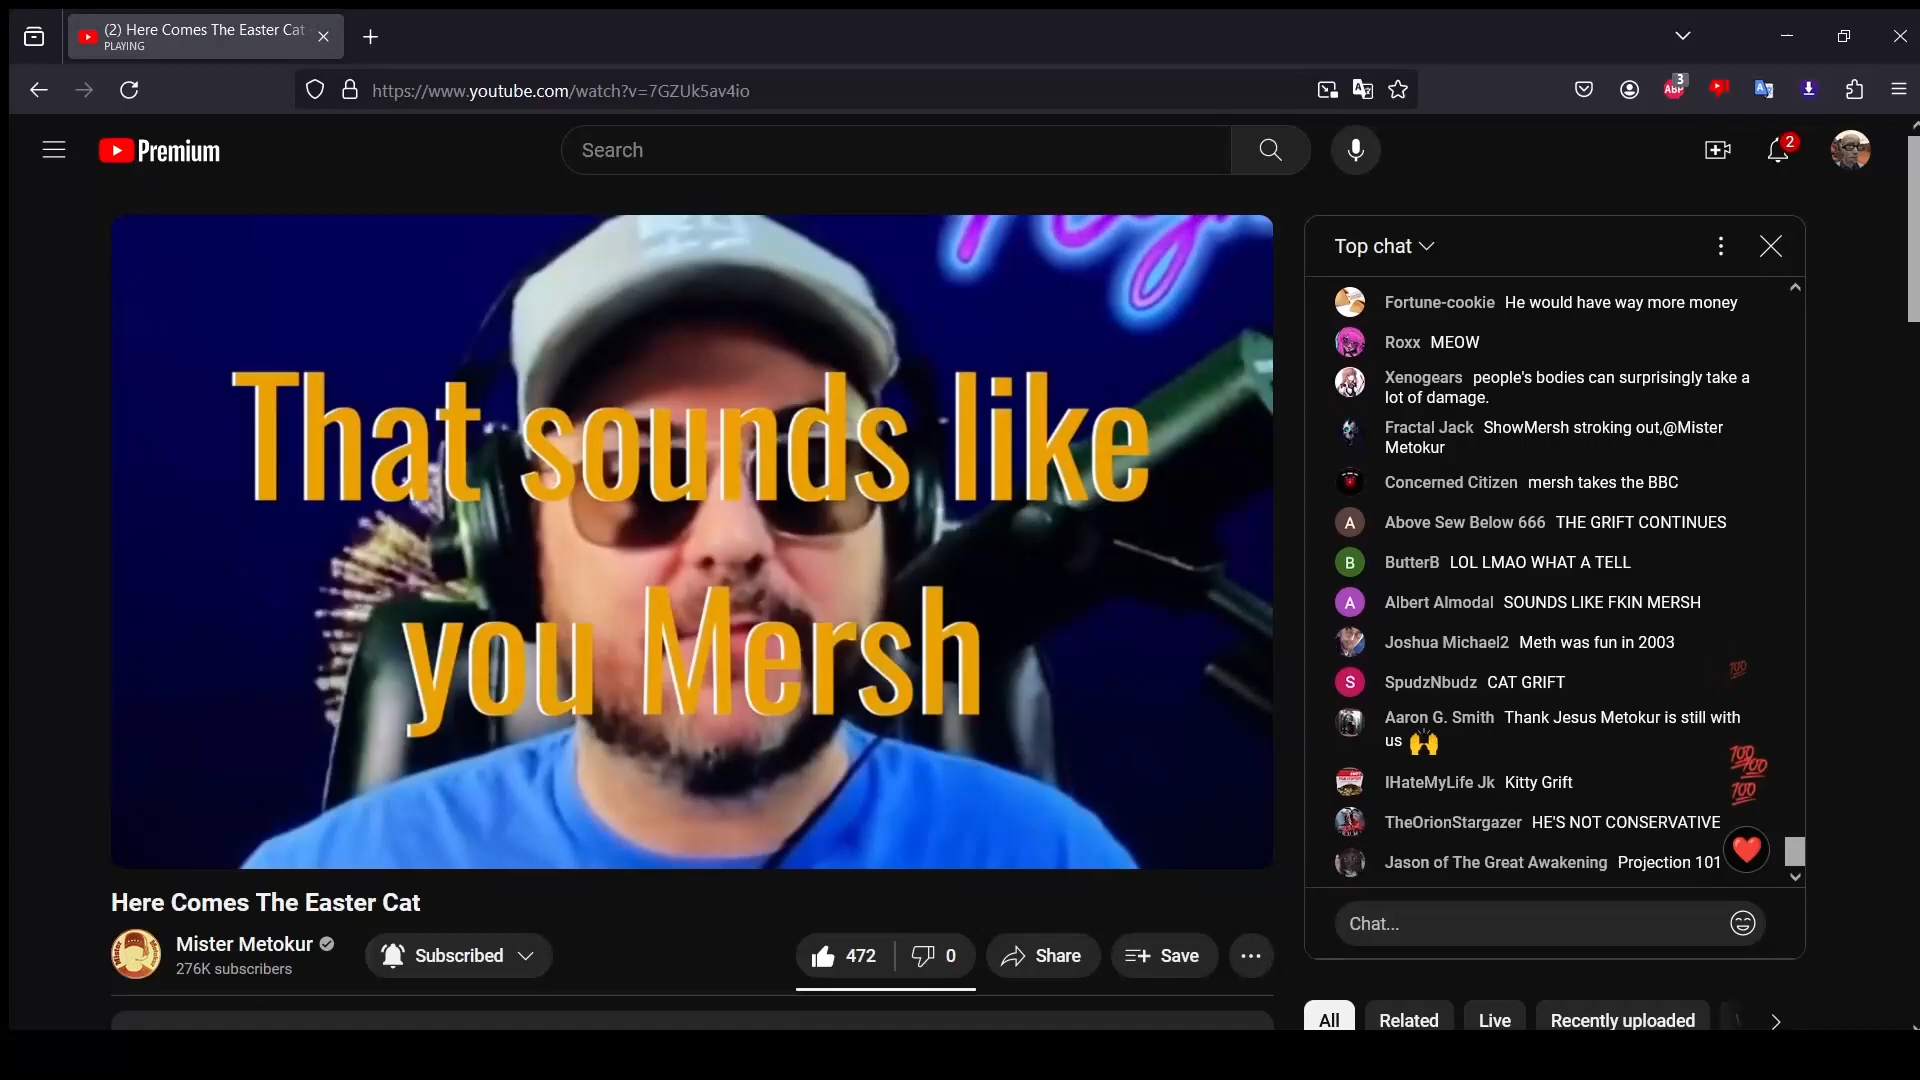 (2) Here Comes The Easter Cat
PLAYING
https://www.youtube.com/watch?v=7GZUk5av4io
3
ABP
Premium
Search
2
That sounds like
you Mersh
Top chat
Fortune-cookie He would have way more money
Roxx MEOW
Xenogears people's bodies can surprisingly take a
lot of damage.
Fractal Jack ShowMersh stroking out,@Mister
Metokur
Concerned Citizen mersh takes the BBC
A Above Sew Below 666 THE GRIFT CONTINUES
B ButterB LOL LMAO WHAT A TELL
A Albert Almodal SOUNDS LIKE FKIN MERSH
Joshua Michael2 Meth was fun in 2003
S SpudzNbudz CAT GRIFT
Aaron G. Smith Thank Jesus Metokur is still with
us 🙌
IHateMyLife Jk Kitty Grift
TheOrionStargazer HE'S NOT CONSERVATIVE
Jason of The Great Awakening Projection 101
Chat...
Here Comes The Easter Cat
Mister Metokur
276K subscribers
Subscribed
472
0
Share
Save
All
Related
Live
Recently uploaded